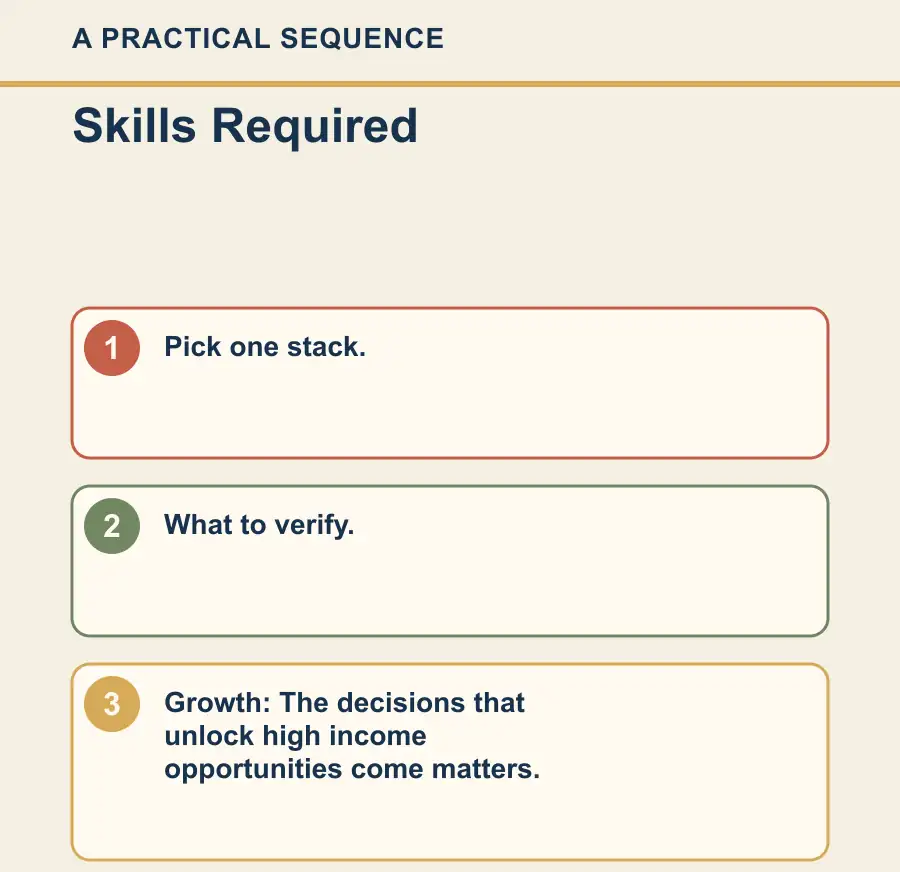 A PRACTICAL SEQUENCE
Skills Required
1
Pick one stack.
2
What to verify.
3
Growth: The decisions that
unlock high income
opportunities come matters.